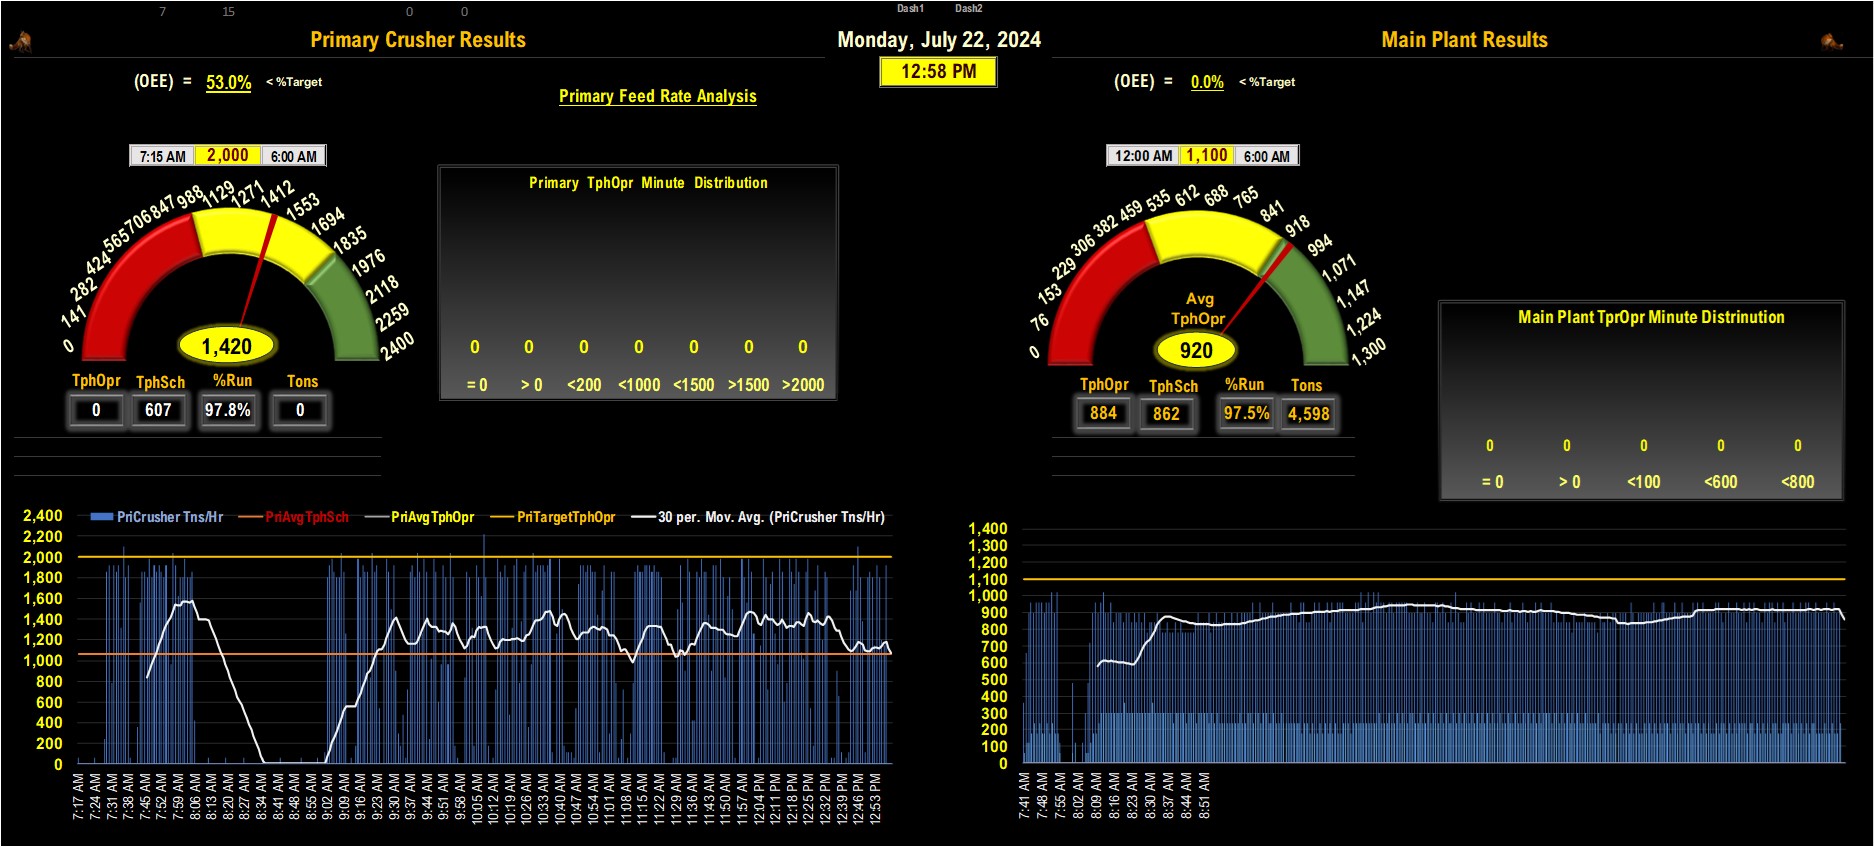 7 15 0 0 Dash1 Dash2
Primary Crusher Results
Monday, July 22, 2024
Main Plant Results
12:58 PM
(OEE) = 53.0% < %Target
Primary Feed Rate Analysis
(OEE) = 0.0% < %Target
7:15 AM 2,000 6:00 AM
0
141
282
424
565
706
847
988
1129
1271
1412
1553
1694
1835
1976
2118
2259
2400
1,420
TphOpr TphSch %Run Tons
0 607 97.8% 0
Primary TphOpr Minute Distribution
0 0 0 0 0 0 0
= 0 > 0 <200 <1000 <1500 >1500 >2000
12:00 AM 1,100 6:00 AM
0
76
153
229
306
382
459
535
612
688
765
841
918
994
1,071
1,147
1,224
1,300
Avg
TphOpr
920
TphOpr TphSch %Run Tons
884 862 97.5% 4,598
Main Plant TprOpr Minute Distrinution
0 0 0 0 0
= 0 > 0 <100 <600 <800
PriCrusher Tns/Hr PriAvgTphSch PriAvgTphOpr PriTargetTphOpr 30 per. Mov. Avg. (PriCrusher Tns/Hr)
2,400
2,200
2,000
1,800
1,600
1,400
1,200
1,000
800
600
400
200
0
7:17 AM
7:24 AM
7:31 AM
7:38 AM
7:45 AM
7:52 AM
7:59 AM
8:06 AM
8:13 AM
8:20 AM
8:27 AM
8:34 AM
8:41 AM
8:48 AM
8:55 AM
9:02 AM
9:09 AM
9:16 AM
9:23 AM
9:30 AM
9:37 AM
9:44 AM
9:51 AM
9:58 AM
10:05 AM
10:12 AM
10:19 AM
10:26 AM
10:33 AM
10:40 AM
10:47 AM
10:54 AM
11:01 AM
11:08 AM
11:15 AM
11:22 AM
11:29 AM
11:36 AM
11:43 AM
11:50 AM
11:57 AM
12:04 PM
12:11 PM
12:18 PM
12:25 PM
12:32 PM
12:39 PM
12:46 PM
12:53 PM
1,400
1,300
1,200
1,100
1,000
900
800
700
600
500
400
300
200
100
0
7:41 AM
7:48 AM
7:55 AM
8:02 AM
8:09 AM
8:16 AM
8:23 AM
8:30 AM
8:37 AM
8:44 AM
8:51 AM